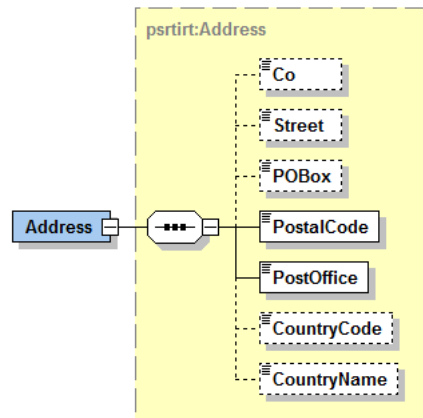 psrtirt:Address
Co
Street
POBox
Address
PostalCode
PostOffice
CountryCode
CountryName